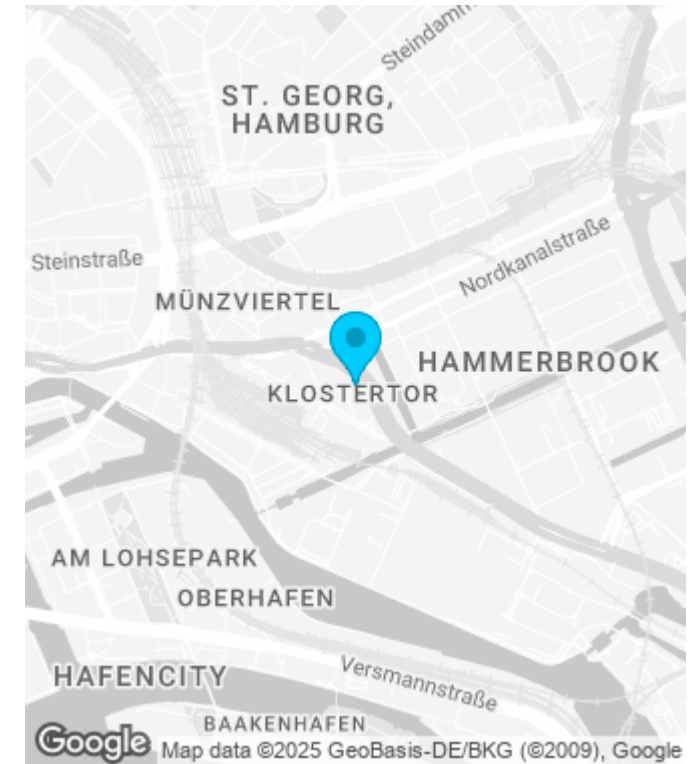 Steindamm
ST. GEORG,
HAMBURG
Nordkanalstraße
Steinstraße
MÜNZVIERTEL
HAMMERBROOK
KLOSTERTOR
AM LOHSEPARK
OBERHAFEN
HAFENCITY
Versmannstraße
BAAKENHAFEN
Google
Map data ©2025 GeoBasis-DE/BKG (©2009), Google